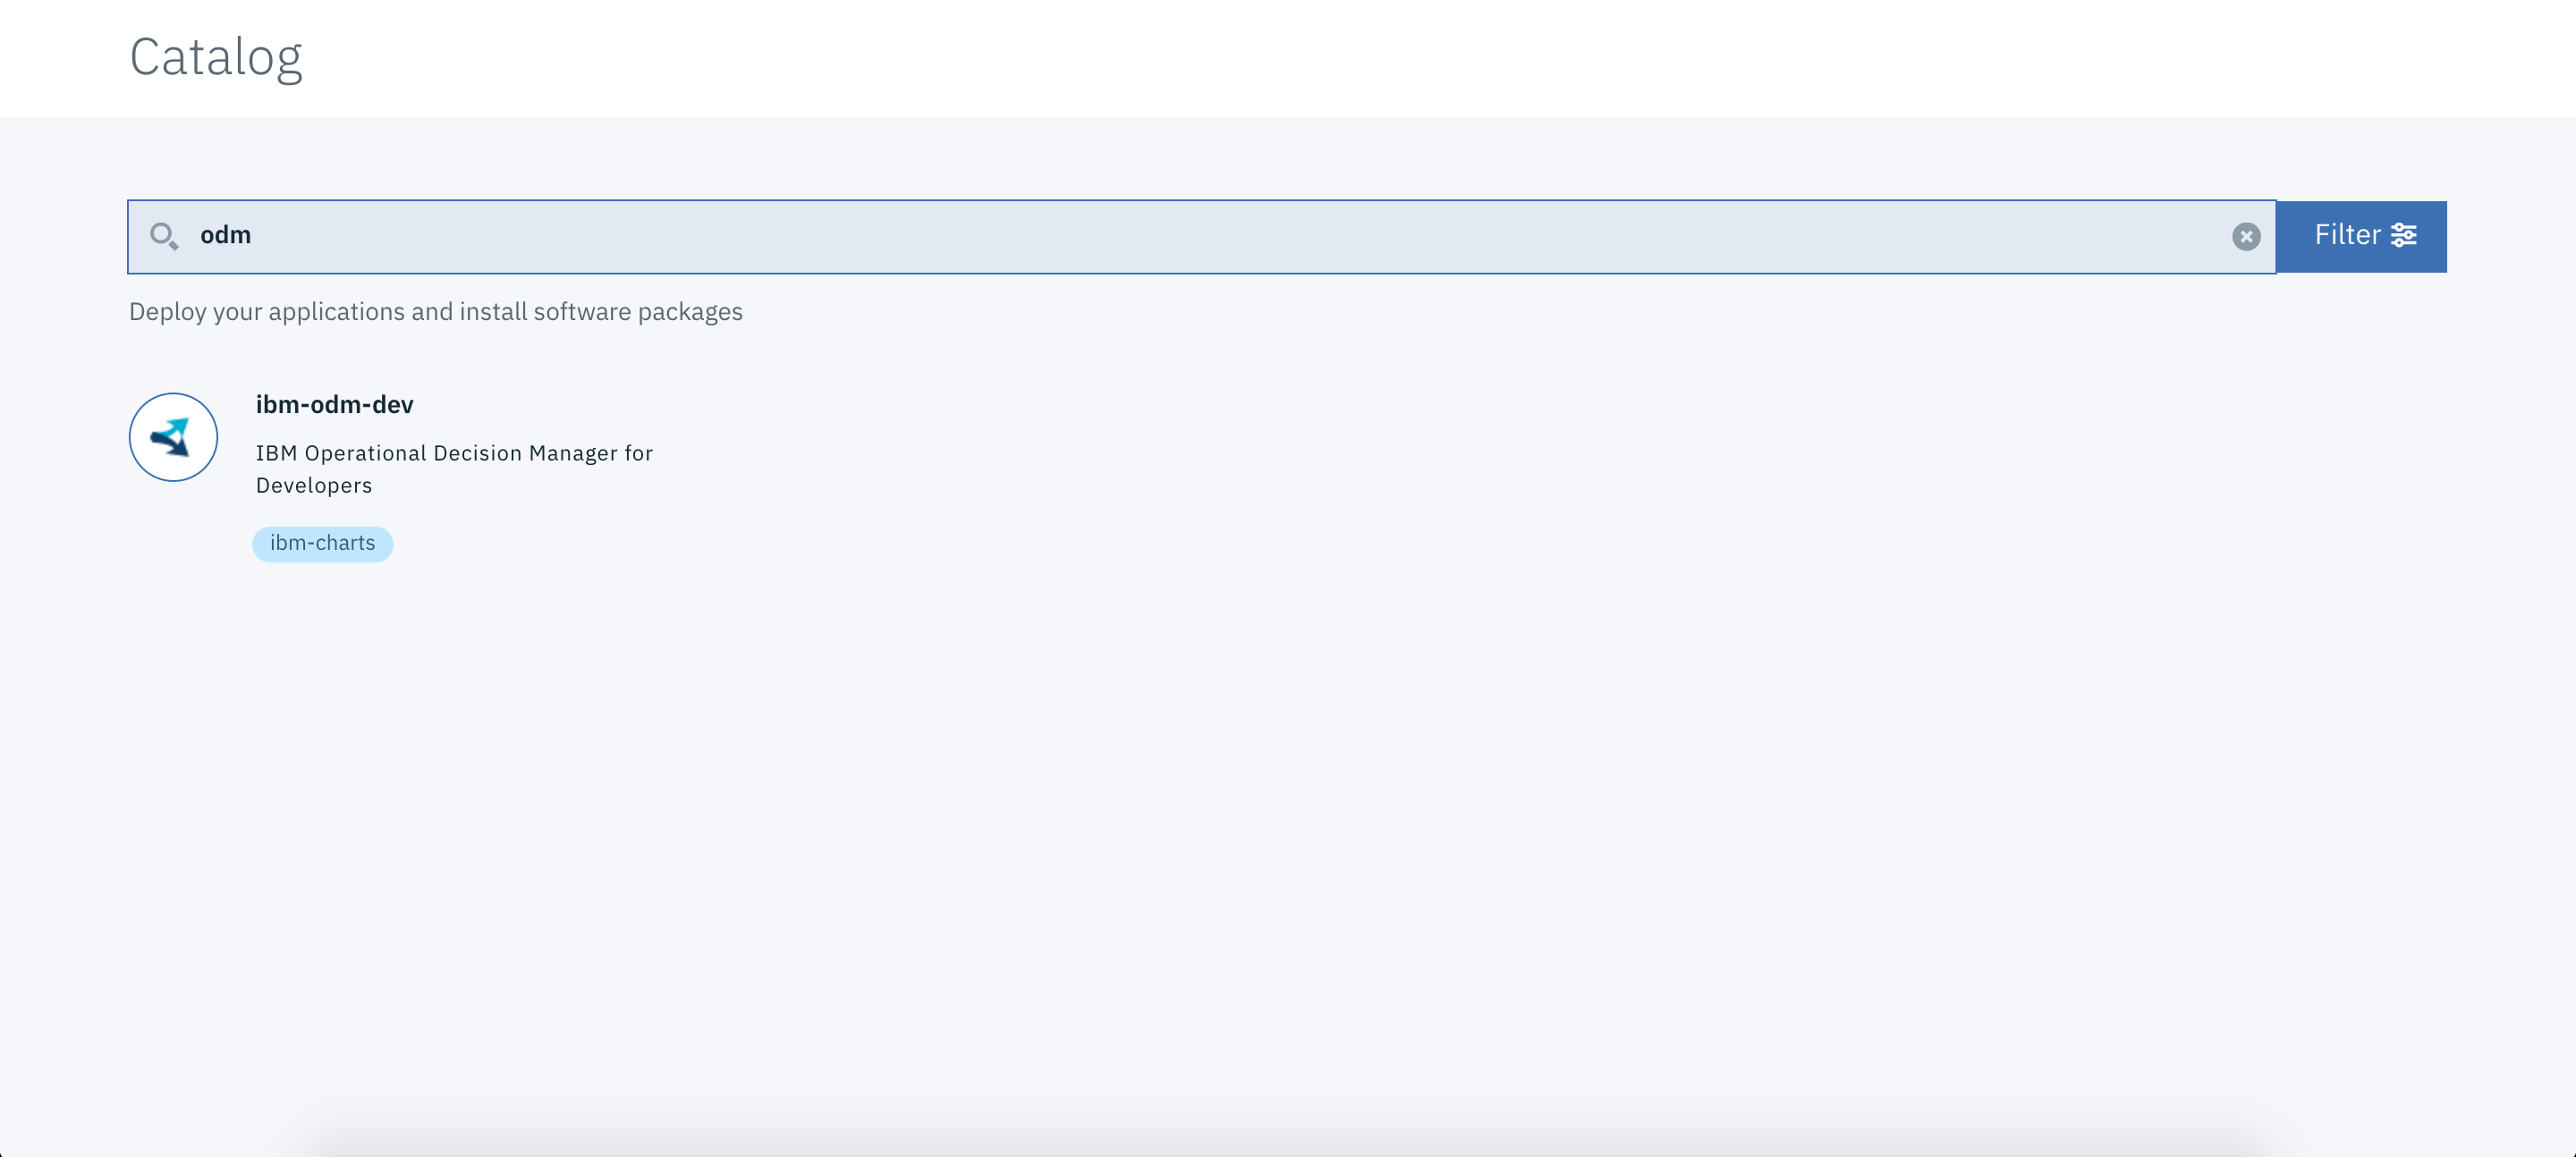 Catalog
odm
Filter
Deploy your applications and install software packages
ibm-odm-dev
IBM Operational Decision Manager for
Developers
ibm-charts